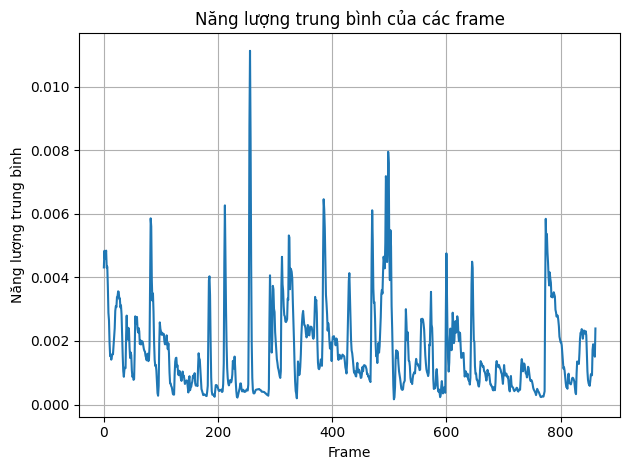 Năng lượng trung bình của các frame
Năng lượng trung bình
0.010
0.008
0.006
0.004
0.002
0.000
0 200 400 600 800
Frame